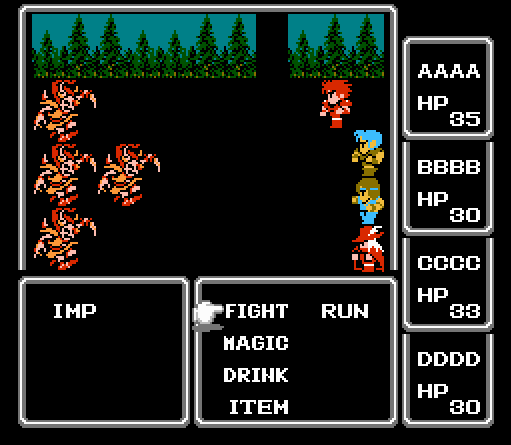 AAAA
HP
35
BBBB
HP
30
CCCC
HP
33
DDDD
HP
30
IMP
FIGHT RUN
MAGIC
DRINK
ITEM